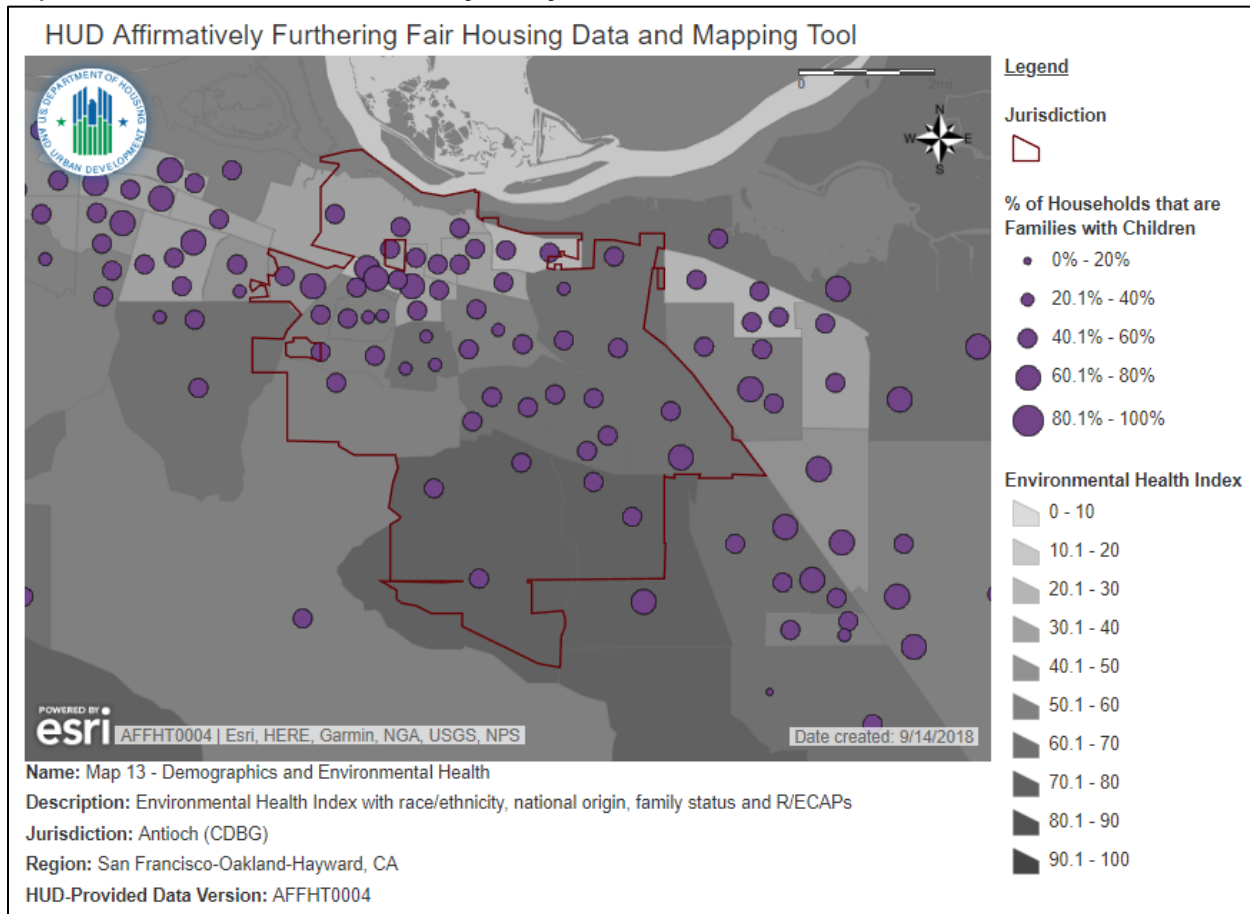 HUD Affirmatively Furthering Fair Housing Data and Mapping Tool
U.S. DEPARTMENT OF HOUSING
AND URBAN DEVELOPMENT
0 1 2mi
N
W E
S
Legend
Jurisdiction
% of Households that are
Families with Children
0% - 20%
20.1% - 40%
40.1% - 60%
60.1% - 80%
80.1% - 100%
Environmental Health Index
0 - 10
10.1 - 20
20.1 - 30
30.1 - 40
40.1 - 50
50.1 - 60
60.1 - 70
70.1 - 80
80.1 - 90
90.1 - 100
POWERED BY
esri
AFFHT0004 | Esri, HERE, Garmin, NGA, USGS, NPS
Date created: 9/14/2018
Name: Map 13 - Demographics and Environmental Health
Description: Environmental Health Index with race/ethnicity, national origin, family status and R/ECAPs
Jurisdiction: Antioch (CDBG)
Region: San Francisco-Oakland-Hayward, CA
HUD-Provided Data Version: AFFHT0004